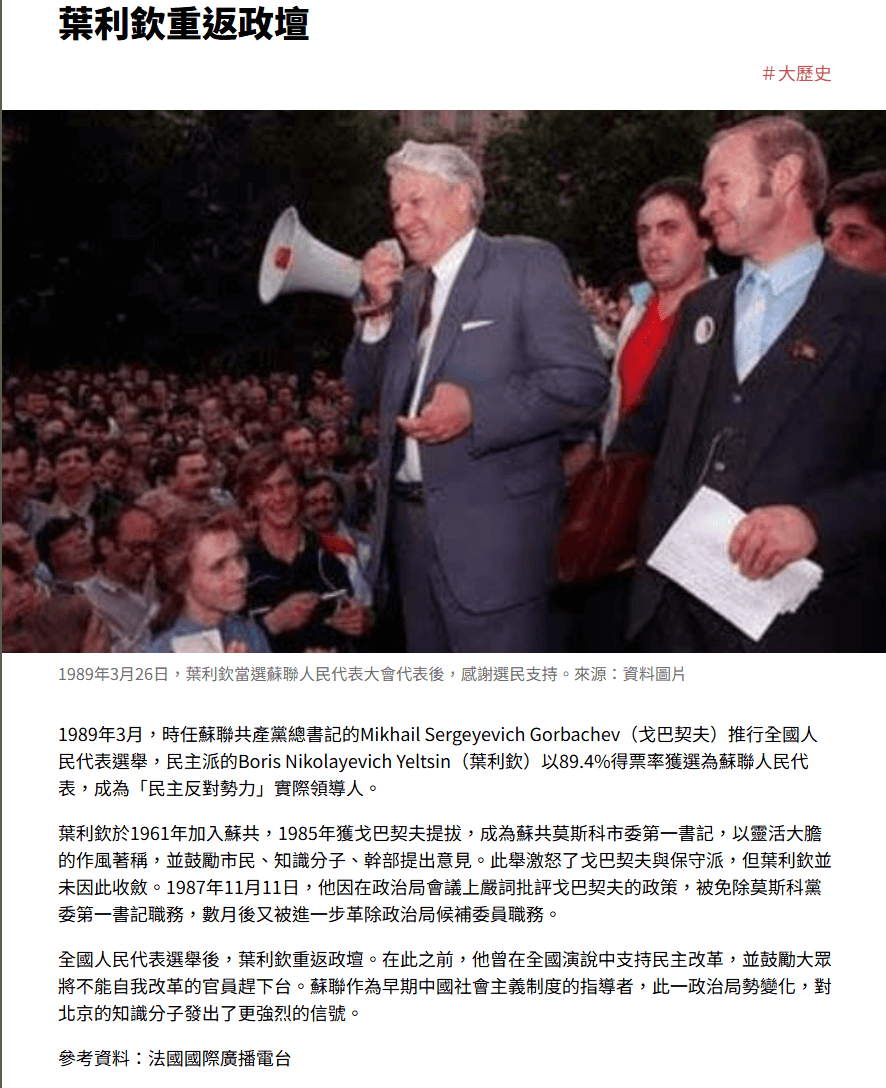 葉利欽重返政壇
＃大歷史
1989年3月26日，葉利欽當選蘇聯人民代表大會代表後，感謝選民支持。來源：資料圖片
1989年3月，時任蘇聯共產黨總書記的Mikhail Sergeyevich Gorbachev（戈巴契夫）推行全國人
民代表選舉，民主派的Boris Nikolayevich Yeltsin（葉利欽）以89.4%得票率獲選為蘇聯人民代
表，成為「民主反對勢力」實際領導人。
葉利欽於1961年加入蘇共，1985年獲戈巴契夫提拔，成為蘇共莫斯科市委第一書記，以靈活大膽
的作風著稱，並鼓勵市民、知識分子、幹部提出意見。此舉激怒了戈巴契夫與保守派，但葉利欽並
未因此收斂。1987年11月11日，他因在政治局會議上嚴詞批評戈巴契夫的政策，被免除莫斯科黨
委第一書記職務，數月後又被進一步革除政治局候補委員職務。
全國人民代表選舉後，葉利欽重返政壇。在此之前，他曾在全國演說中支持民主改革，並鼓勵大眾
將不能自我改革的官員趕下台。蘇聯作為早期中國社會主義制度的指導者，此一政治局勢變化，對
北京的知識分子發出了更強烈的信號。
參考資料：法國國際廣播電台